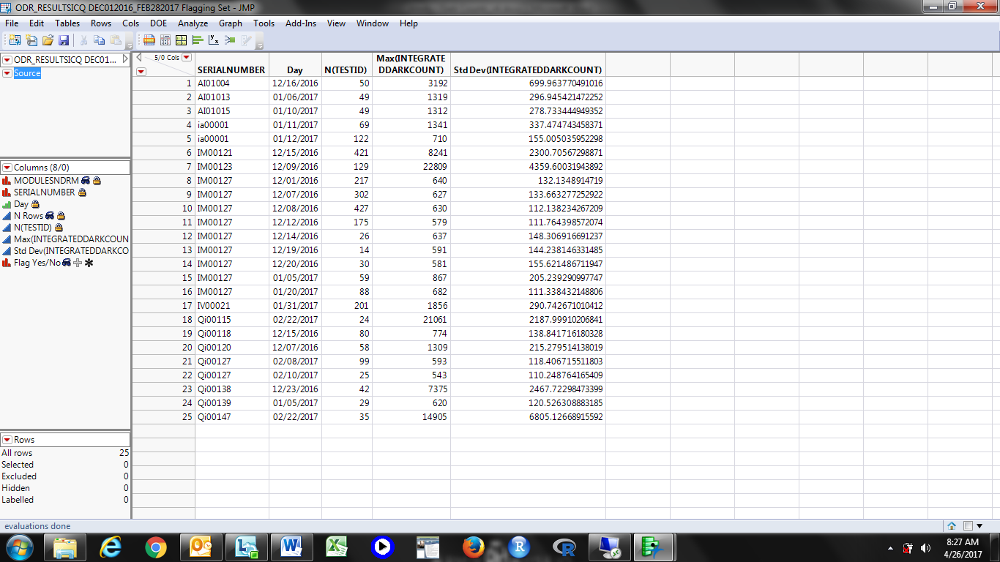 ODR_RESULTSICQ DEC012016_FEB282017 Flagging Set - JMP
File Edit Tables Rows Cols DOE Analyze Graph Tools Add-Ins View Window Help
ODR_RESULTSICQ DEC01...
Source
Columns (8/0)
MODULESNDRM
SERIALNUMBER
Day
N Rows
N(TESTID)
Max(INTEGRATEDDARKCOUN
Std Dev(INTEGRATEDDARKCO
Flag Yes/No
Rows
All rows 25
Selected 0
Excluded 0
Hidden 0
Labelled 0
5/0 Cols
SERIALNUMBER Day N(TESTID) Max(INTEGRATE DDARKCOUNT) Std Dev(INTEGRATEDDARKCOUNT)
1 AI01004 12/16/2016 50 3192 699.963770491016
2 AI01013 01/06/2017 49 1319 296.945421472252
3 AI01015 01/10/2017 49 1312 278.733444949352
4 ia00001 01/11/2017 69 1341 337.474743458371
5 ia00001 01/12/2017 122 710 155.005035952298
6 IM00121 12/15/2016 421 8241 2300.70567298871
7 IM00123 12/09/2016 129 22809 4359.60031943892
8 IM00127 12/01/2016 217 640 132.1348914719
9 IM00127 12/07/2016 302 627 133.663277252922
10 IM00127 12/08/2016 427 630 112.138234267209
11 IM00127 12/12/2016 175 579 111.764398572074
12 IM00127 12/14/2016 26 637 148.306916691237
13 IM00127 12/19/2016 14 591 144.238146331485
14 IM00127 12/20/2016 30 581 155.621486711947
15 IM00127 01/05/2017 59 867 205.239290997747
16 IM00127 01/20/2017 88 682 111.338432148806
17 IV00021 01/31/2017 201 1856 290.742671010412
18 Qi00115 02/22/2017 24 21061 2187.99910206841
19 Qi00118 12/15/2016 80 774 138.841716180328
20 Qi00120 12/07/2016 58 1309 215.279514138019
21 Qi00127 02/08/2017 99 593 118.406715511803
22 Qi00127 02/10/2017 25 543 110.248764165409
23 Qi00138 12/23/2016 42 7375 2467.72298473399
24 Qi00139 01/05/2017 29 620 120.526308883185
25 Qi00147 02/22/2017 35 14905 6805.12668915592
evaluations done
8:27 AM
4/26/2017